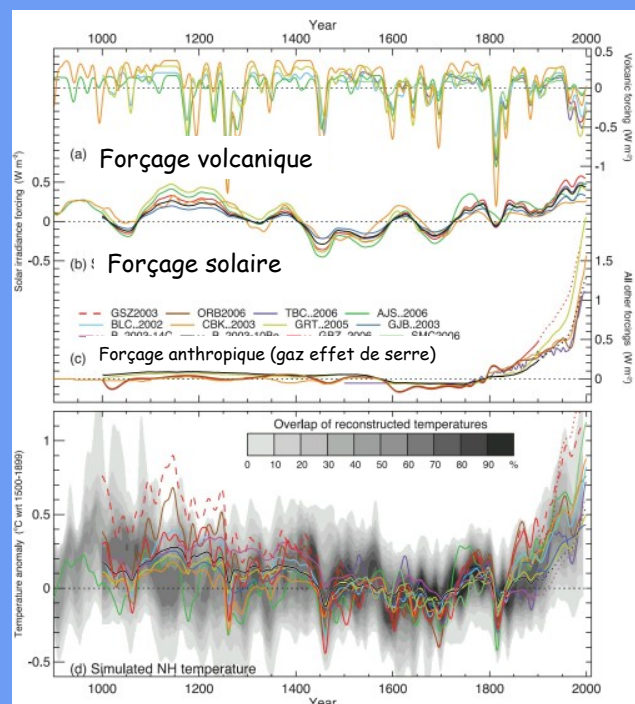 Year
1000 1200 1400 1600 1800 2000
0.5
0
-0.5
-1
Volcanic forcing (W m-2)
(a) Forçage volcanique
Solar irradiance forcing (W m-2)
0.5
0
-0.5
(b) Forçage solaire
1.5
1
0.5
0
All other forcings (W m-2)
GSZ2003 ORB2006 TBC..2006 AJS..2006
BLC..2002 CBK..2003 GRT..2005 GJB..2003
SMC2006
(c) Forçage anthropique (gaz effet de serre)
Overlap of reconstructed temperatures
0 10 20 30 40 50 60 70 80 90 %
Temperature anomaly (°C wrt 1500-1899)
1
0.5
0
-0.5
(d) Simulated NH temperature
1000 1200 1400 1600 1800 2000
Year